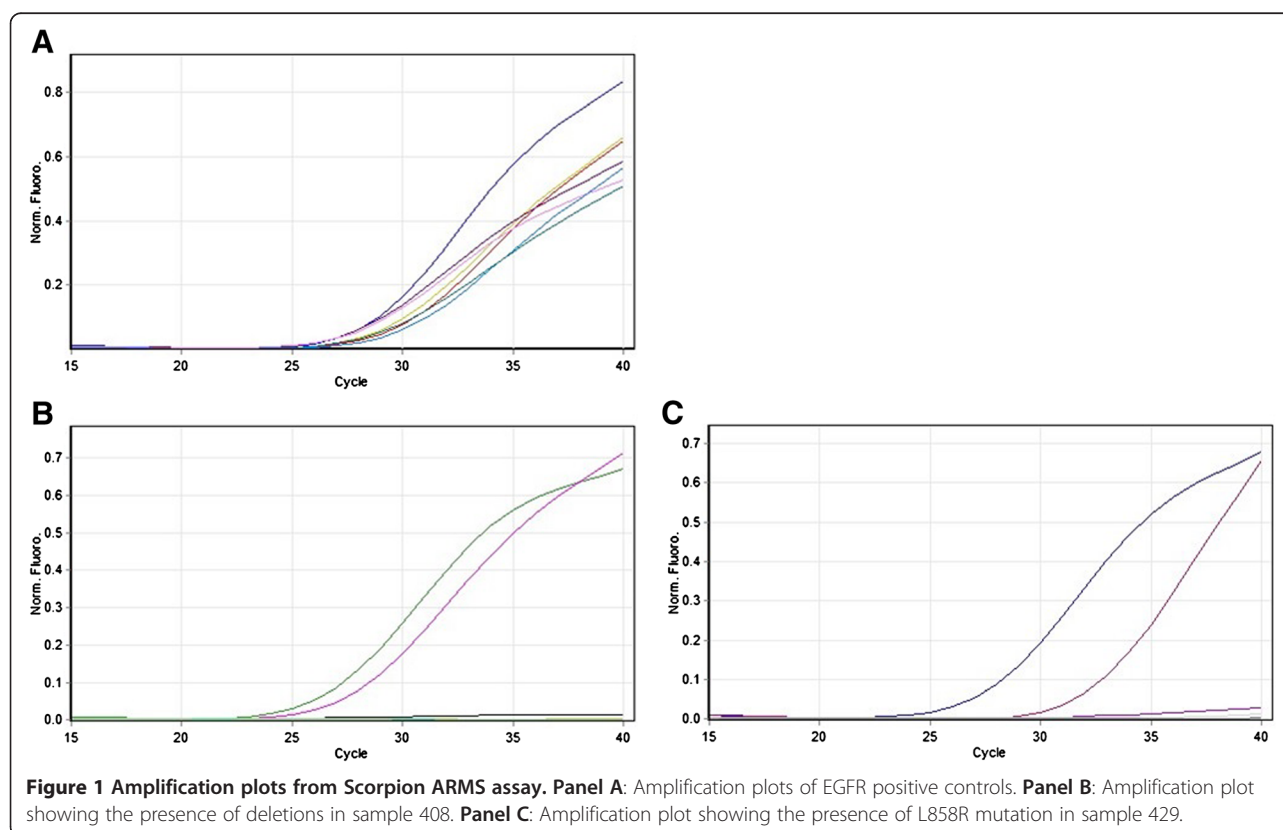 A
Norm. Fluoro.
0.8
0.6
0.4
0.2
15 20 25 30 35 40
Cycle
B
Norm. Fluoro.
0.7
0.6
0.5
0.4
0.3
0.2
0.1
0.0
15 20 25 30 35 40
Cycle
C
Norm. Fluoro.
0.7
0.6
0.5
0.4
0.3
0.2
0.1
0.0
15 20 25 30 35 40
Cycle
Figure 1 Amplification plots from Scorpion ARMS assay. Panel A: Amplification plots of EGFR positive controls. Panel B: Amplification plot
showing the presence of deletions in sample 408. Panel C: Amplification plot showing the presence of L858R mutation in sample 429.